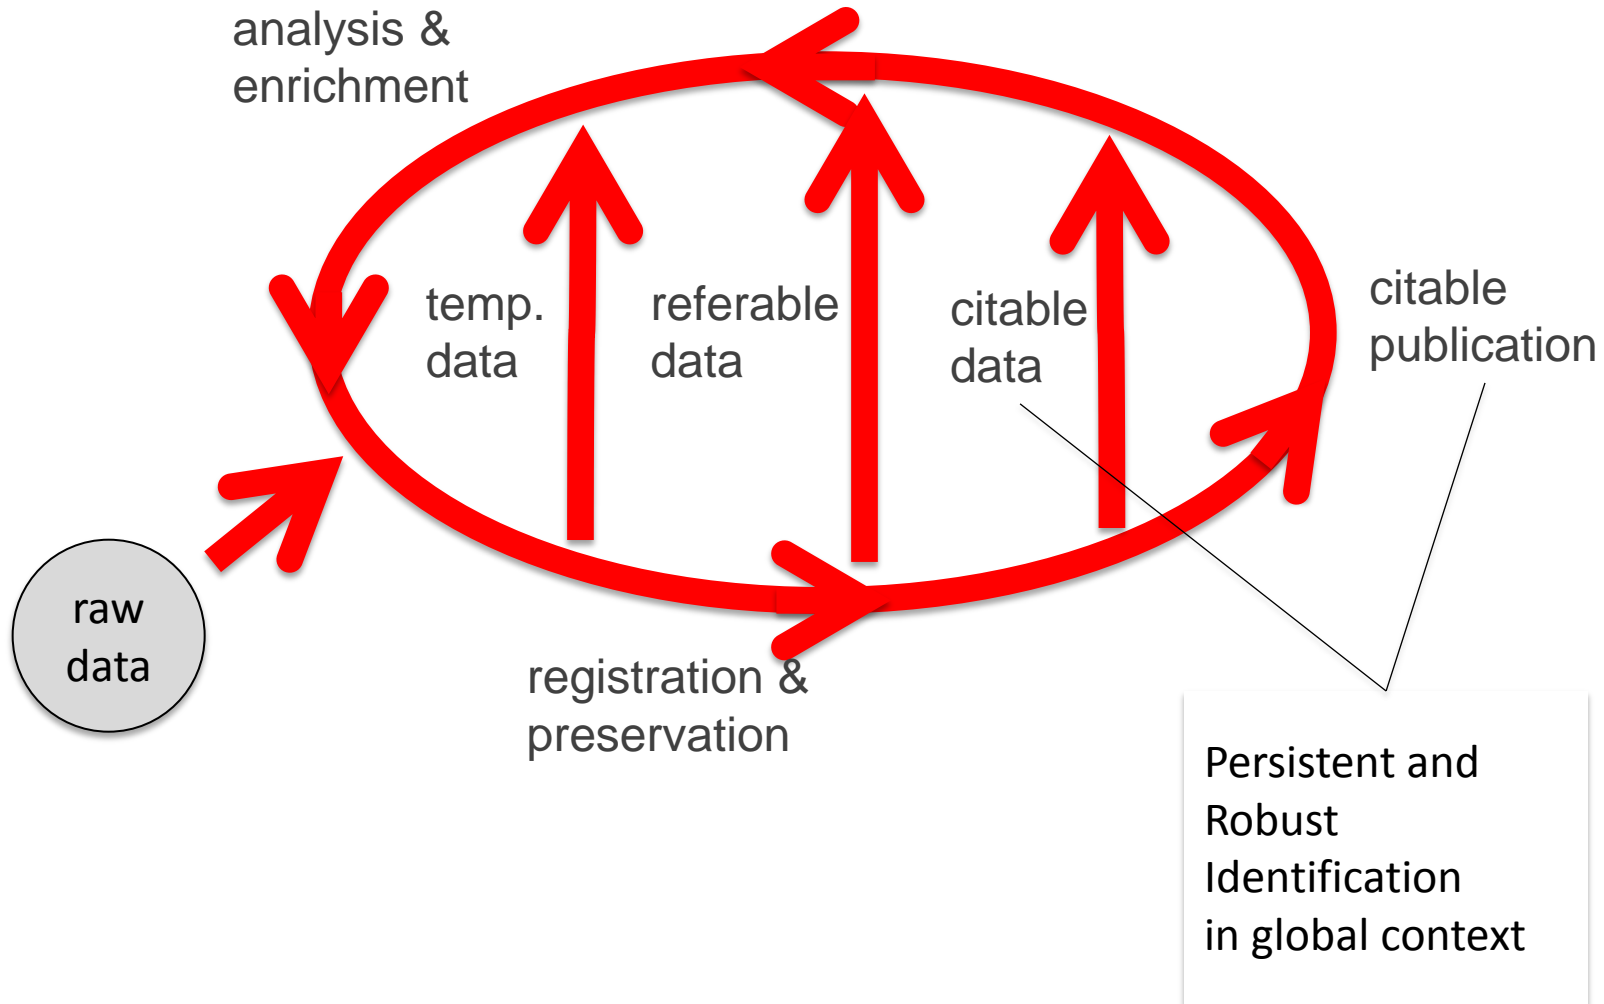 analysis &
enrichment
temp.
data
referable
data
citable
data
citable
publication
raw
data
registration &
preservation
Persistent and
Robust
Identification
in global context